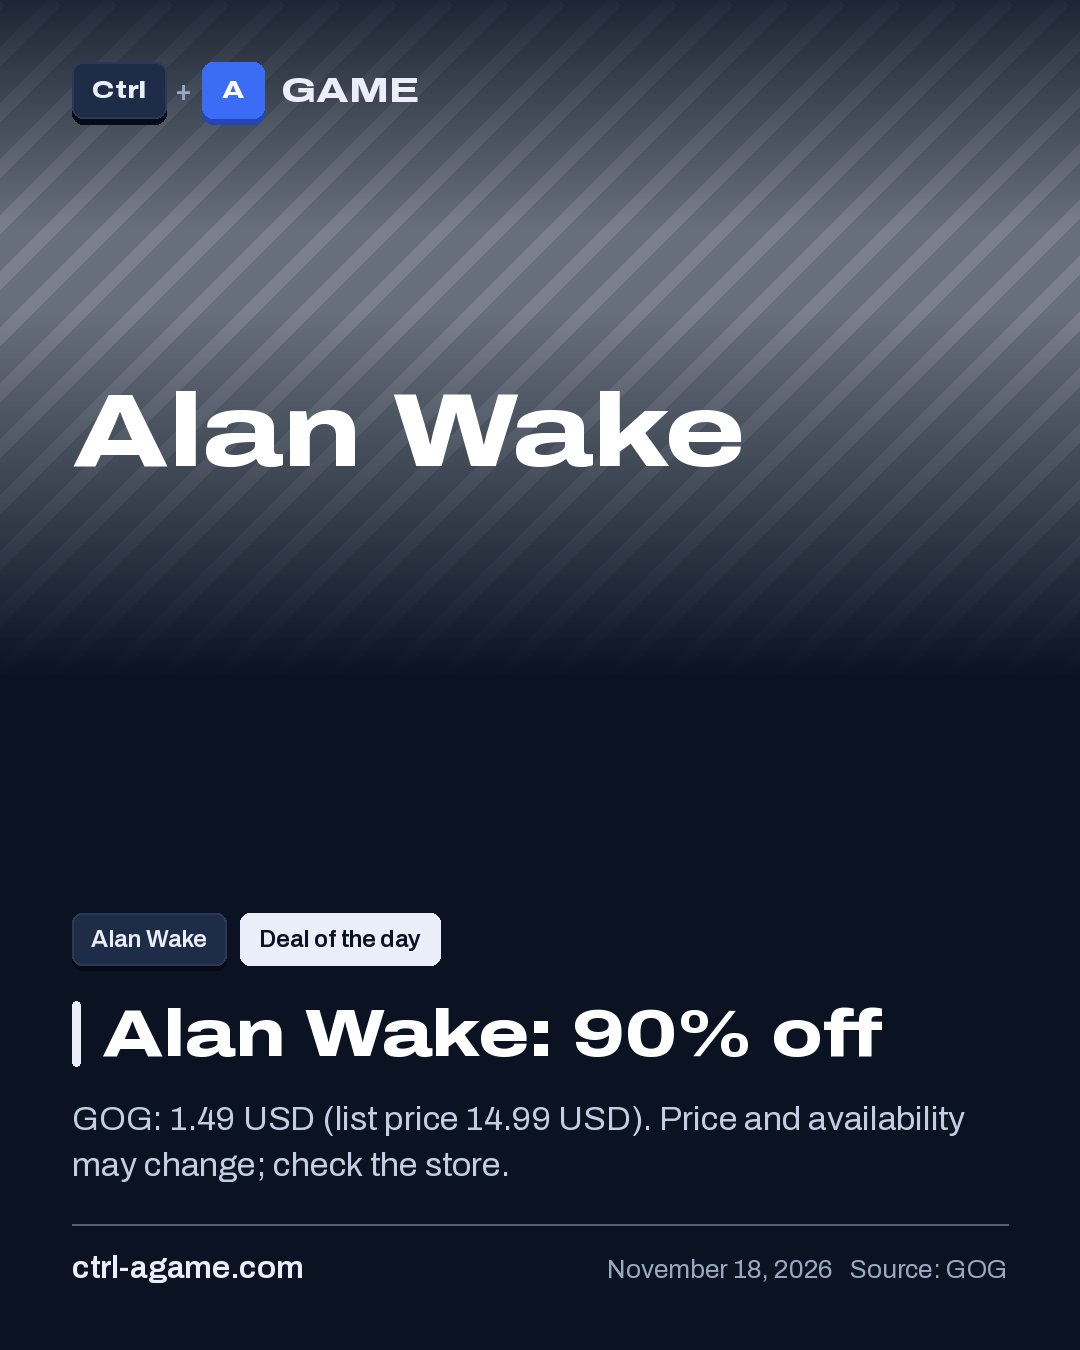 Ctrl + A GAME
Alan Wake
Alan Wake Deal of the day
Alan Wake: 90% off
GOG: 1.49 USD (list price 14.99 USD). Price and availability
may change; check the store.
ctrl-agame.com November 18, 2026 Source: GOG